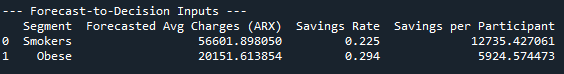 --- Forecast-to-Decision Inputs ---
Segment Forecasted Avg Charges (ARX) Savings Rate Savings per Participant
0 Smokers 56601.898050 0.225 12735.427061
1 Obese 20151.613854 0.294 5924.574473